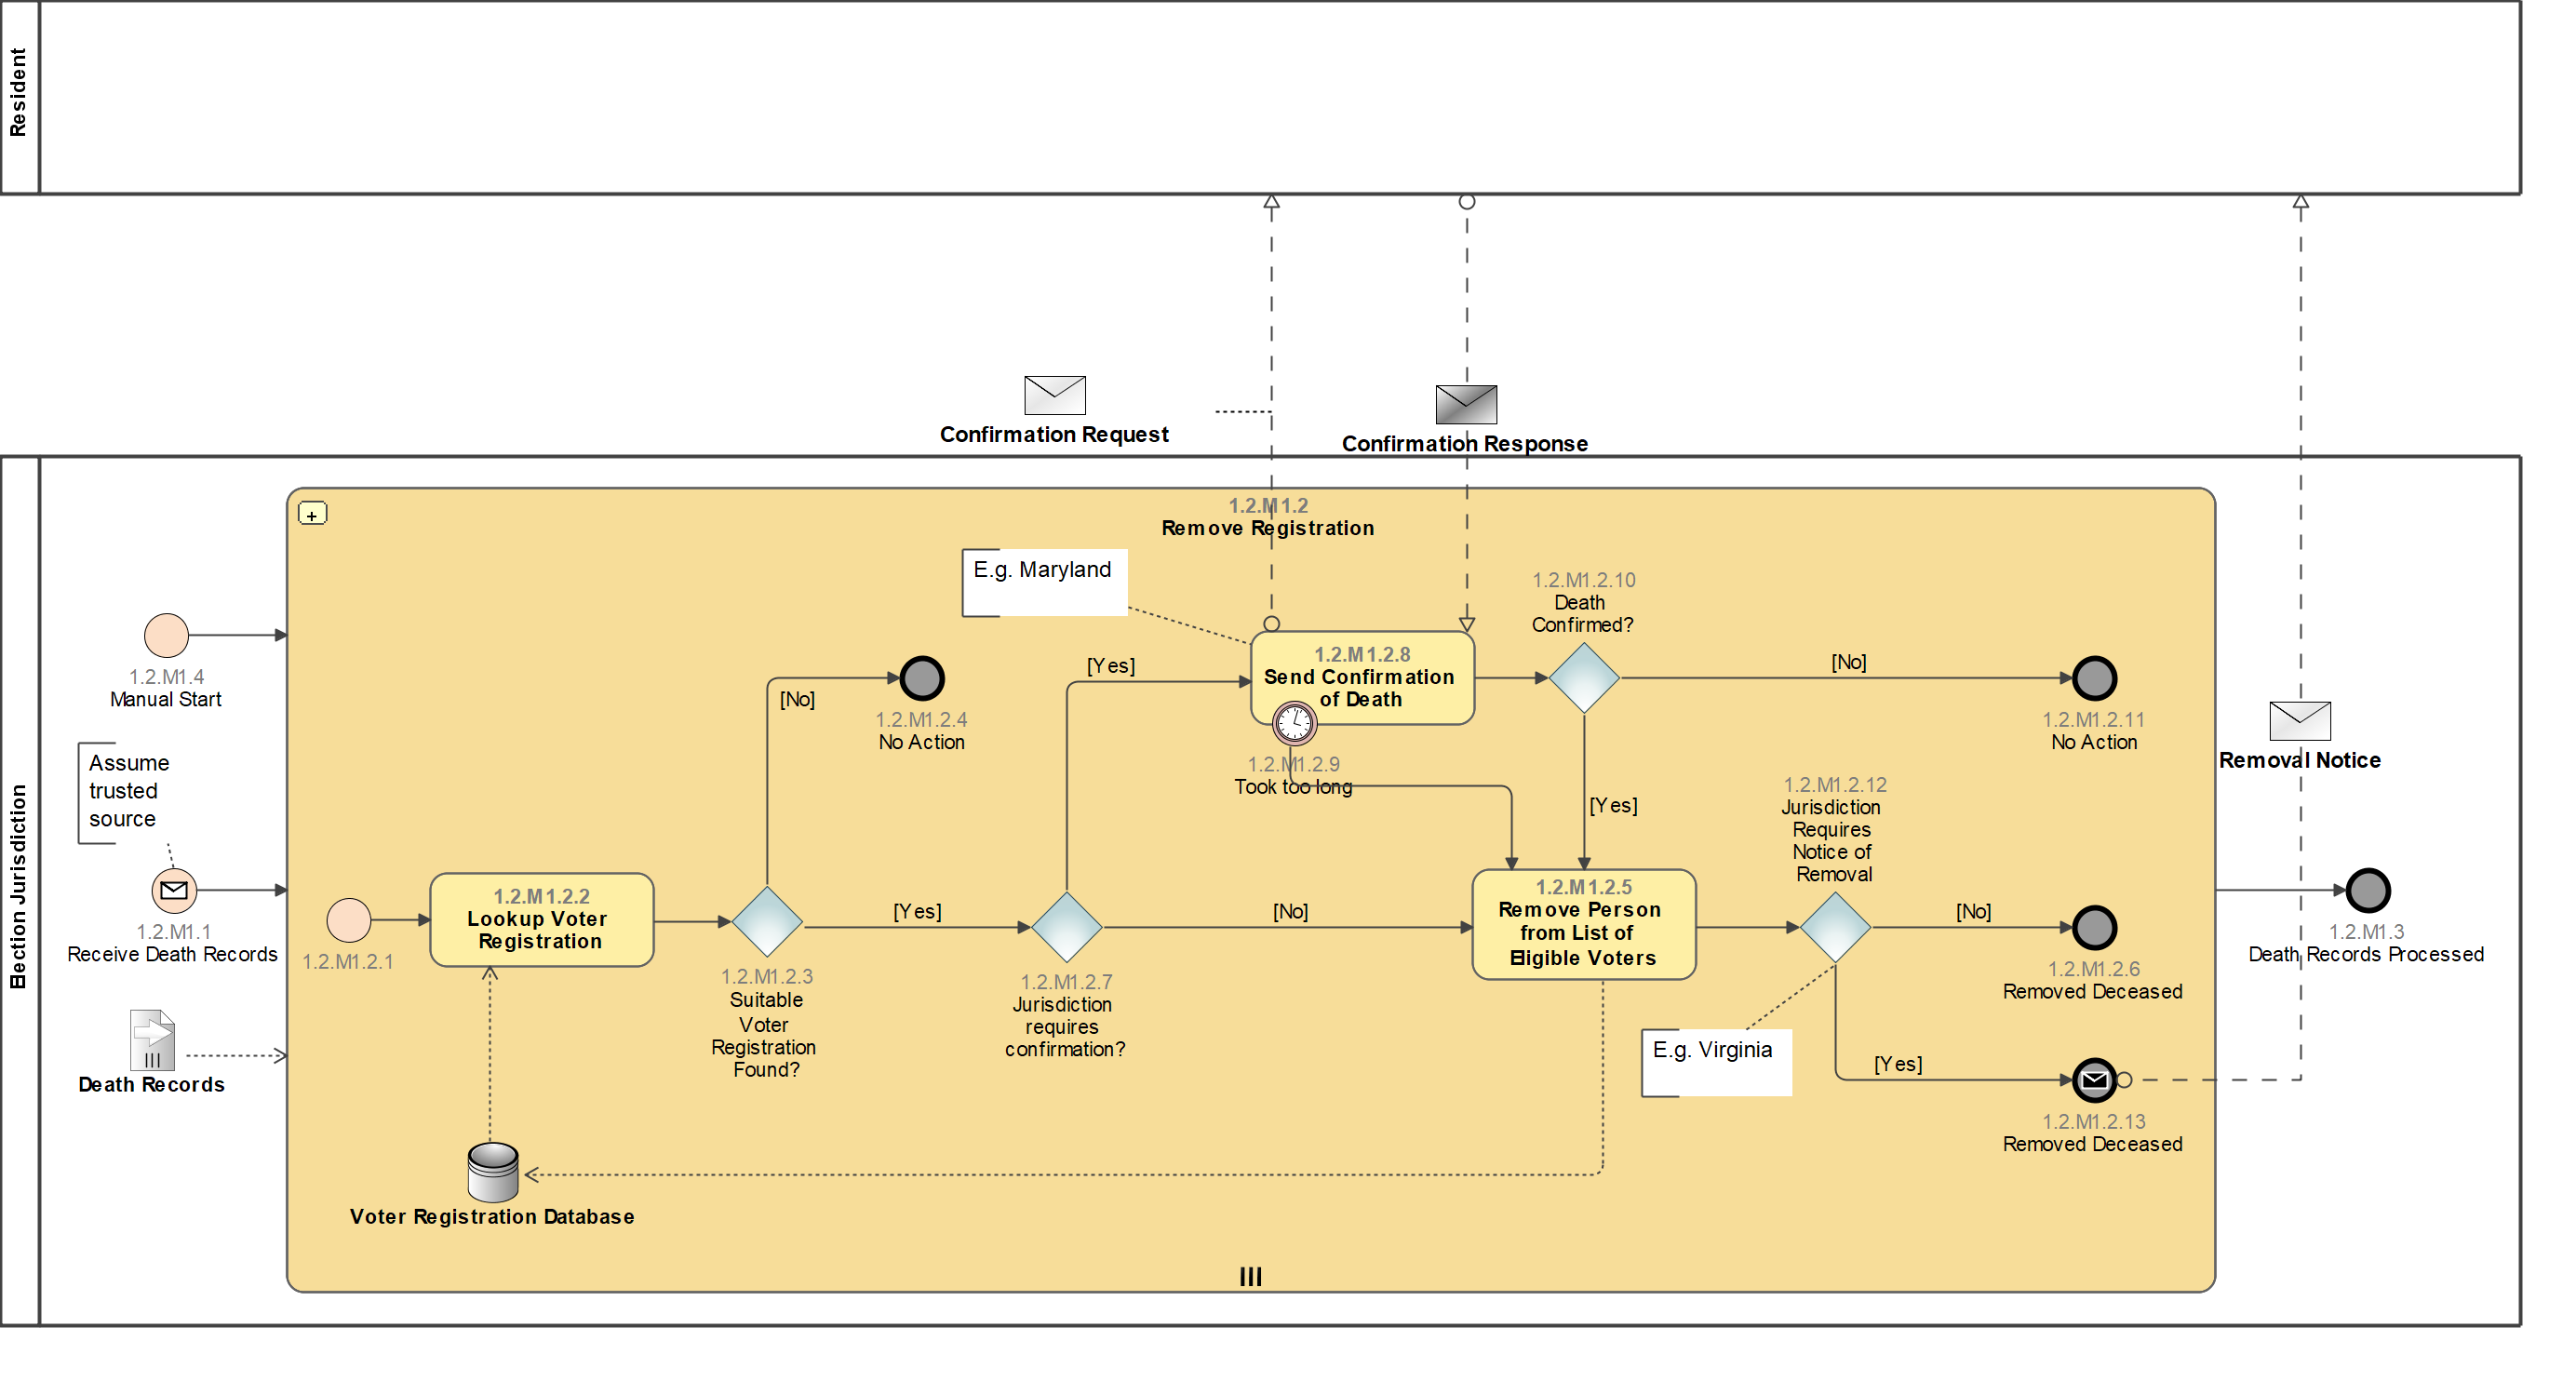 Resident
Confirmation Request
Confirmation Response
Election Jurisdiction
1.2.M1.2
Remove Registration
E.g. Maryland
1.2.M1.2.10
Death
Confirmed?
1.2.M1.4
Manual Start
[No]
1.2.M1.2.4
No Action
[Yes]
1.2.M1.2.8
Send Confirmation
of Death
[No]
1.2.M1.2.11
No Action
Removal Notice
1.2.M1.2.9
Took too long
[Yes]
1.2.M1.2.12
Jurisdiction
Requires
Notice of
Removal
Assume
trusted
source
1.2.M1.1
Receive Death Records
1.2.M1.2.1
1.2.M1.2.2
Lookup Voter
Registration
[Yes]
1.2.M1.2.3
Suitable
Voter
Registration
Found?
[No]
1.2.M1.2.7
Jurisdiction
requires
confirmation?
1.2.M1.2.5
Remove Person
from List of
Eligible Voters
[No]
1.2.M1.2.6
Removed Deceased
1.2.M1.3
Death Records Processed
E.g. Virginia
[Yes]
1.2.M1.2.13
Removed Deceased
Death Records
Voter Registration Database